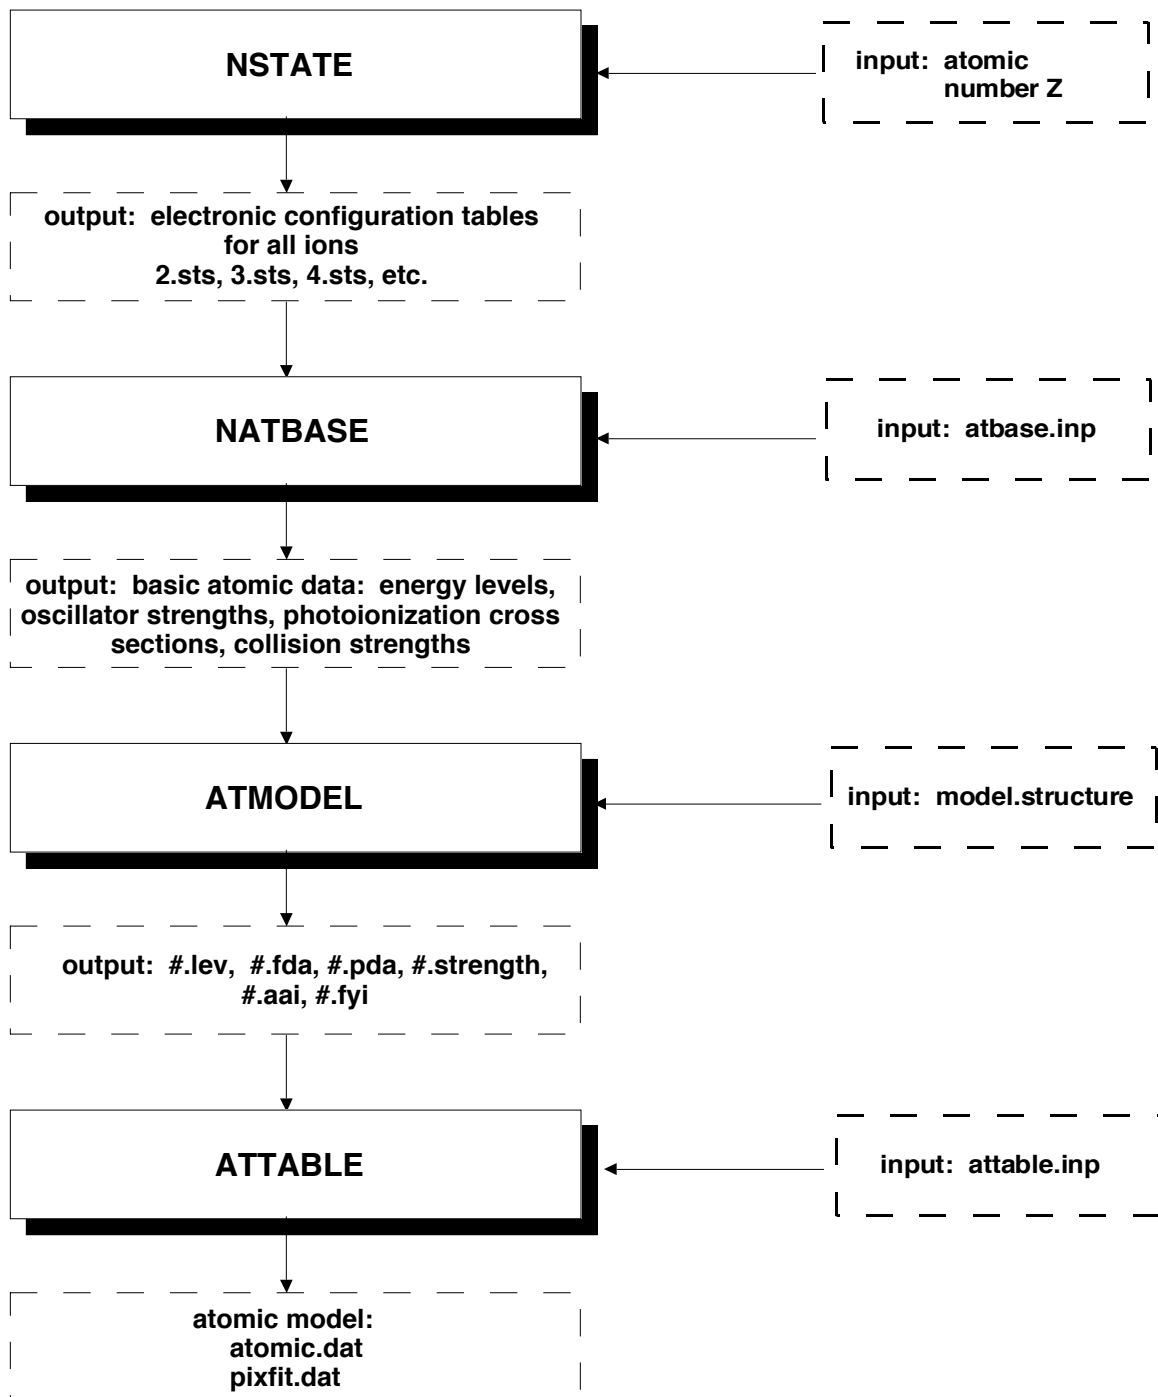 NSTATE
input: atomic
number Z
output: electronic configuration tables
for all ions
2.sts, 3.sts, 4.sts, etc.
NATBASE
input: atbase.inp
output: basic atomic data: energy levels,
oscillator strengths, photoionization cross
sections, collision strengths
ATMODEL
input: model.structure
output: #.lev, #.fda, #.pda, #.strength,
#.aai, #.fyi
ATTABLE
input: attable.inp
atomic model:
atomic.dat
pixfit.dat